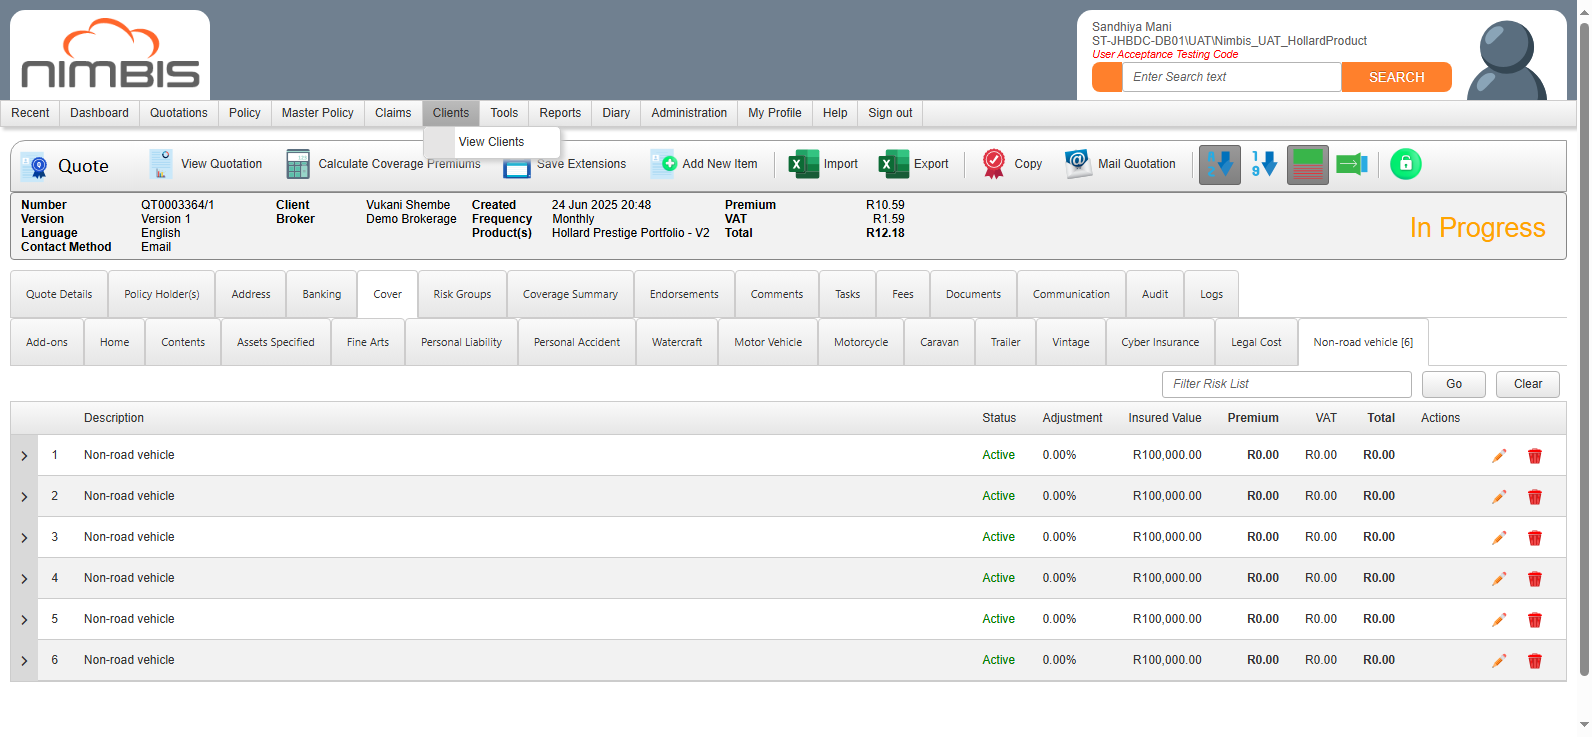 nimbis
Sandhiya Mani
ST-JHBDC-DB01\UAT\Nimbis_UAT_HollardProduct
User Acceptance Testing Code
Enter Search text SEARCH
Recent Dashboard Quotations Policy Master Policy Claims Clients Tools Reports Diary Administration My Profile Help Sign out
View Clients
Quote View Quotation Calculate Coverage Premiums Save Extensions Add New Item Import Export Copy Mail Quotation
Number QT0003364/1 Client Vukani Shembe Created 24 Jun 2025 20:48 Premium R10.59
Version Version 1 Broker Demo Brokerage Frequency Monthly VAT R1.59
Language English Product(s) Hollard Prestige Portfolio - V2 Total R12.18
Contact Method Email
In Progress
Quote Details Policy Holder(s) Address Banking Cover Risk Groups Coverage Summary Endorsements Comments Tasks Fees Documents Communication Audit Logs
Add-ons Home Contents Assets Specified Fine Arts Personal Liability Personal Accident Watercraft Motor Vehicle Motorcycle Caravan Trailer Vintage Cyber Insurance Legal Cost Non-road vehicle [6]
Filter Risk List Go Clear
Description Status Adjustment Insured Value Premium VAT Total Actions
1 Non-road vehicle Active 0.00% R100,000.00 R0.00 R0.00 R0.00
2 Non-road vehicle Active 0.00% R100,000.00 R0.00 R0.00 R0.00
3 Non-road vehicle Active 0.00% R100,000.00 R0.00 R0.00 R0.00
4 Non-road vehicle Active 0.00% R100,000.00 R0.00 R0.00 R0.00
5 Non-road vehicle Active 0.00% R100,000.00 R0.00 R0.00 R0.00
6 Non-road vehicle Active 0.00% R100,000.00 R0.00 R0.00 R0.00